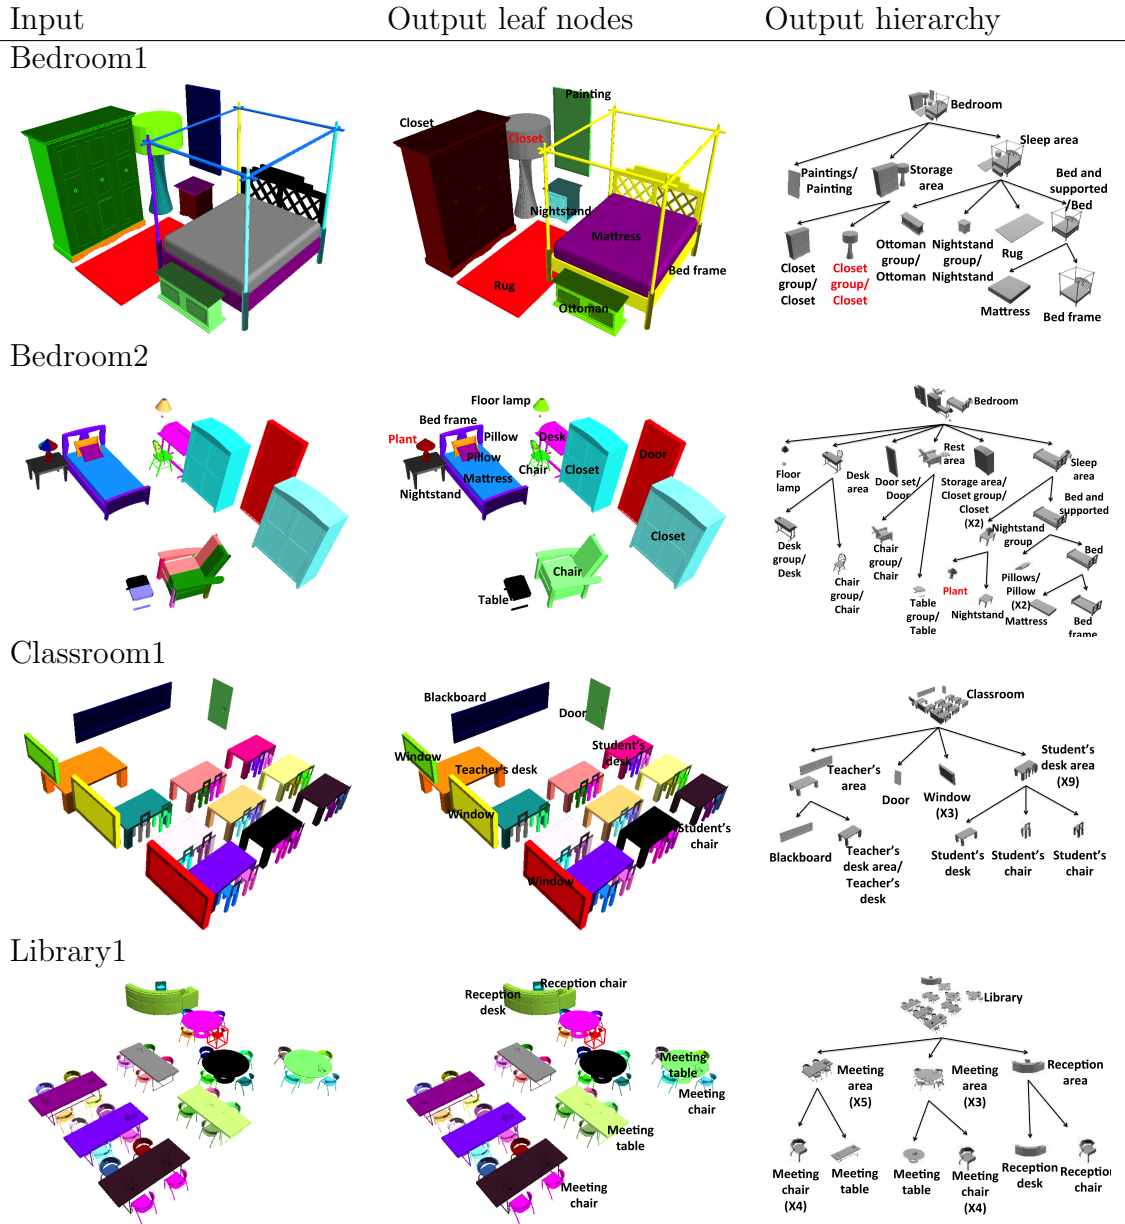 Input Output leaf nodes Output hierarchy
Bedroom1
Painting
Closet
Closet
Nightstand
Mattress
Bed frame
Rug
Ottoman
Bedroom
Sleep area
Paintings/
Painting
Storage
area
Bed and
supported
/Bed
Closet
group/
Closet
Closet
group/
Closet
Ottoman
group/
Ottoman
Nightstand
group/
Nightstand
Rug
Mattress
Bed frame
Bedroom2
Floor lamp
Bed frame
Plant
Pillow
Desk
Pillow
Mattress
Chair
Closet
Door
Nightstand
Closet
Chair
Table
Bedroom
Floor
lamp
Desk
area
Door set/
Door
Rest
area
Storage area/
Closet group/
Closet
(X2)
Sleep
area
Bed and
supported
Nightstand
group
Bed
Desk
group/
Desk
Chair
group/
Chair
Chair
group/
Chair
Table
group/
Table
Plant
Nightstand
Pillows/
Pillow
(X2)
Mattress
Bed
frame
Classroom1
Blackboard
Door
Window
Student's
desk
Teacher's desk
Window
Student's
chair
Window
Classroom
Teacher's
area
Door
Window
(X3)
Student's
desk area
(X9)
Blackboard
Teacher's
desk area/
Teacher's
desk
Student's
desk
Student's
chair
Student's
chair
Library1
Reception chair
Reception
desk
Meeting
table
Meeting
chair
Meeting
table
Meeting
chair
Library
Meeting
area
(X5)
Meeting
area
(X3)
Reception
area
Meeting
chair
(X4)
Meeting
table
Meeting
table
Meeting
chair
(X4)
Reception
desk
Reception
chair